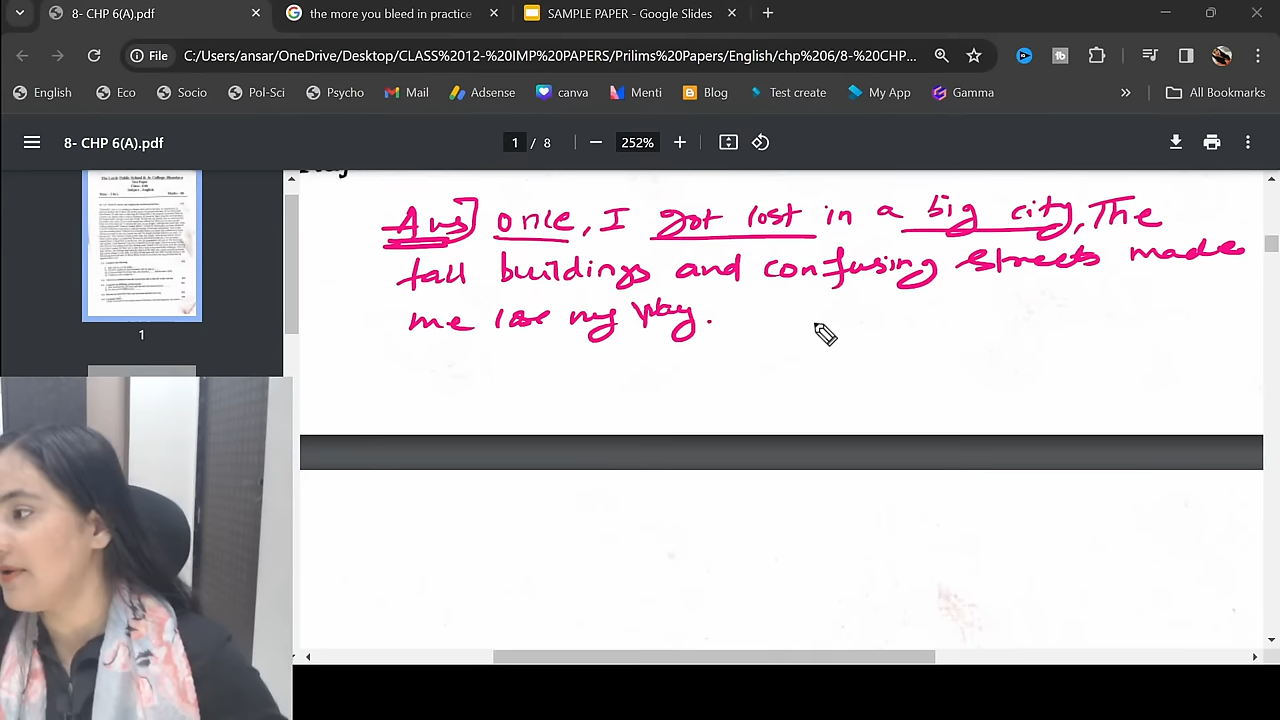 8- CHP 6(A).pdf
the more you bleed in practice
SAMPLE PAPER - Google Slides
File
C:/Users/ansar/OneDrive/Desktop/CLASS%2012-%20IMP%20PAPERS/Prilims%20Papers/English/chp%206/8-%20CHP...
English
Eco
Socio
Pol-Sci
Psycho
Mail
Adsense
canva
Menti
Blog
Test create
My App
Gamma
All Bookmarks
8- CHP 6(A).pdf
1 / 8
252%
Ans] once, I got lost in a big city, The
tall buildings and confusing streets made
me lose my way.
1